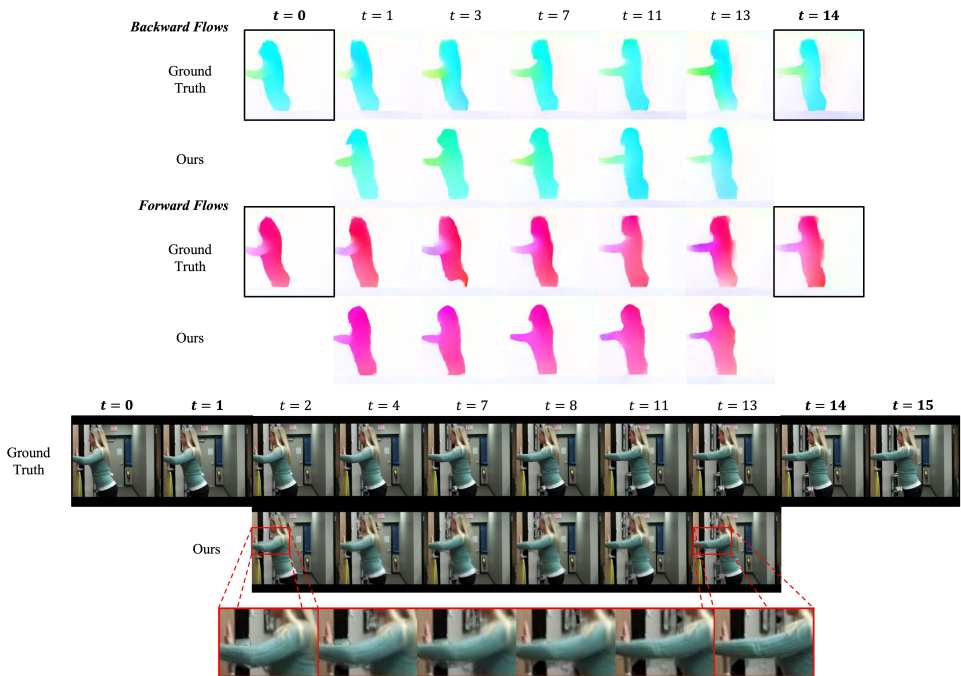 t = 0 t = 1 t = 3 t = 7 t = 11 t = 13 t = 14
Backward Flows
Ground
Truth
Ours
Forward Flows
Ground
Truth
Ours
t = 0 t = 1 t = 2 t = 4 t = 7 t = 8 t = 11 t = 13 t = 14 t = 15
Ground
Truth
Ours